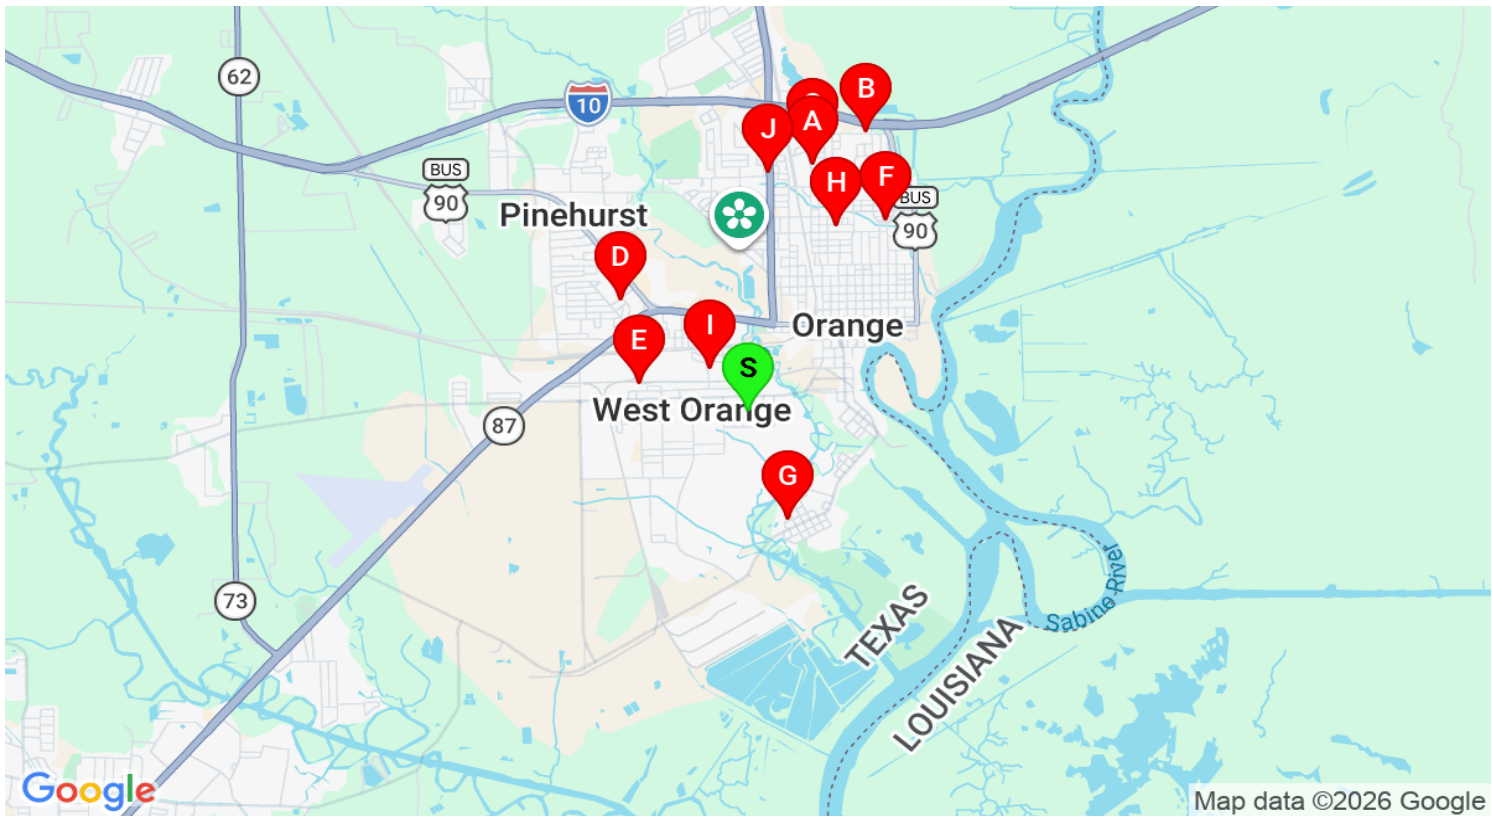 62
10
B
A
J
BUS
90
H
F
BUS
90
Pinehurst
D
I
Orange
E
S
West Orange
87
G
73
TEXAS
Sabine River
LOUISIANA
Google
Map data ©2026 Google